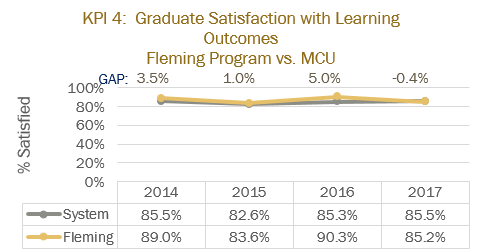 KPI 4:  Graduate Satisfaction with Learning
Outcomes
Fleming Program vs. MCU
GAP: 3.5% 1.0% 5.0% -0.4%
100%
80%
60%
40%
20%
0%
% Satisfied
2014 2015 2016 2017
System 85.5% 82.6% 85.3% 85.5%
Fleming 89.0% 83.6% 90.3% 85.2%